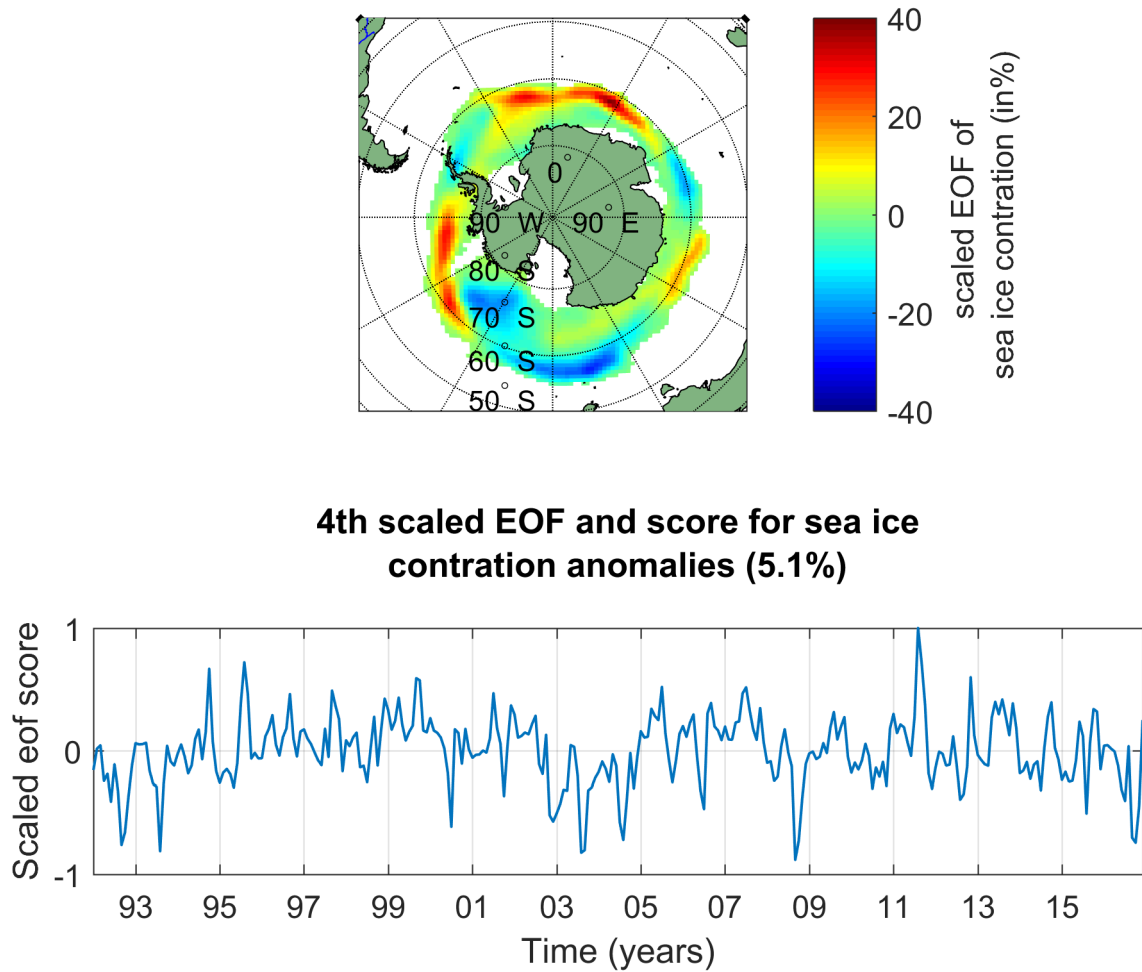 0
90 W 90 E
80 S
70 S
60 S
50 S
40
20
0
-20
-40
scaled EOF of
sea ice contration (in%)
4th scaled EOF and score for sea ice
contration anomalies (5.1%)
Scaled eof score
1
0
-1
93 95 97 99 01 03 05 07 09 11 13 15
Time (years)